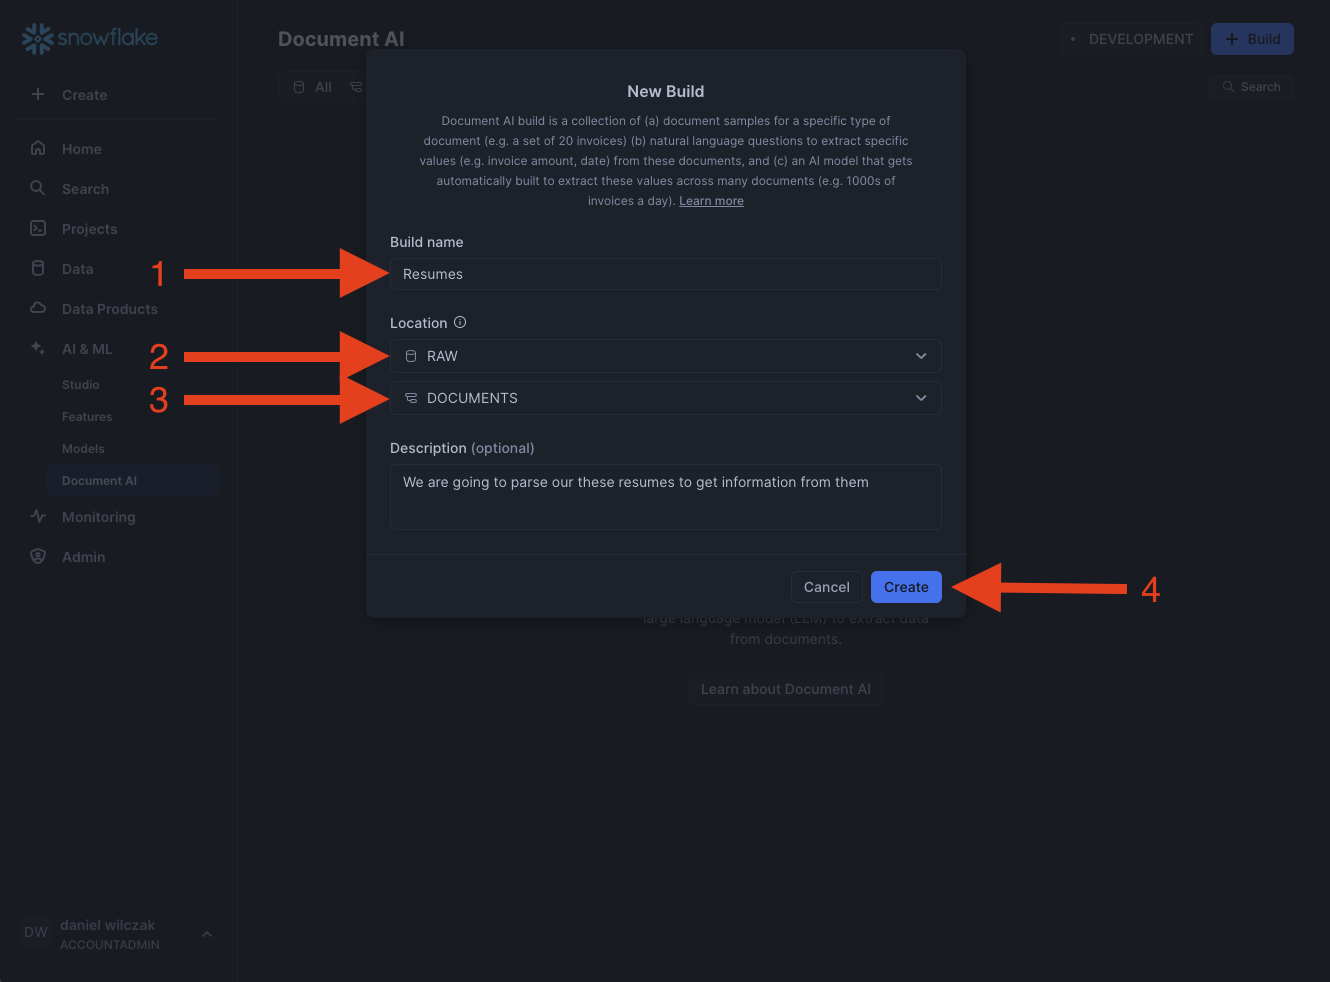 snowflake
Create
Home
Search
Projects
Data
Data Products
AI & ML
Studio
Features
Models
Document AI
Monitoring
Admin
DW
daniel wilczak
ACCOUNTADMIN
Document AI
DEVELOPMENT
Build
All
Search
New Build
Document AI build is a collection of (a) document samples for a specific type of
document (e.g. a set of 20 invoices) (b) natural language questions to extract specific
values (e.g. invoice amount, date) from these documents, and (c) an AI model that gets
automatically built to extract these values across many documents (e.g. 1000s of
invoices a day). Learn more
Build name
1
Resumes
Location
2
RAW
3
DOCUMENTS
Description (optional)
We are going to parse our these resumes to get information from them
Cancel
Create
4
large language model (LLM) to extract data
from documents.
Learn about Document AI